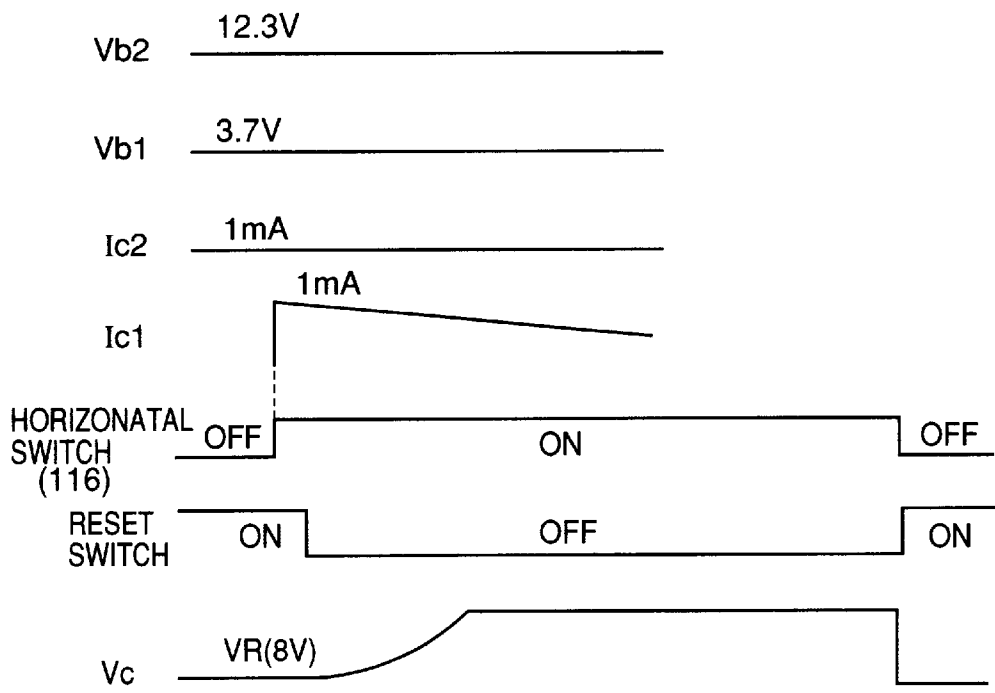 12.3V
Vb2
3.7V
Vb1
1mA
Ic2
1mA
Ic1
HORIZONATAL
SWITCH
(116)
OFF
ON
OFF
RESET
SWITCH
ON
OFF
ON
VR(8V)
Vc